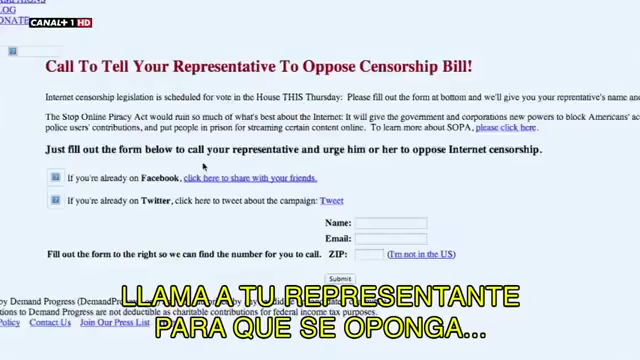 LOG
DONATE
CANAL+ 1 HD
Call To Tell Your Representative To Oppose Censorship Bill!
Internet censorship legislation is scheduled for vote in the House THIS Thursday: Please fill out the form at bottom and we'll give you your reprentative's name and
The Stop Online Piracy Act would ruin so much of what's best about the Internet: It will give the government and corporations new powers to block Americans' ac
police users' contributions, and put people in prison for streaming certain content online. To learn more about SOPA, please click here.
Just fill out the form below to call your representative and urge him or her to oppose Internet censorship.
If you're already on Facebook, click here to share with your friends.
If you're already on Twitter, click here to tweet about the campaign: Tweet
Name:
Email:
Fill out the form to the right so we can find the number for you to call. ZIP: (I'm not in the US)
Submit
LLAMA A TU REPRESENTANTE
by Demand Progress
s to Demand Progress are not deductible as charitable contributions for federal income tax purposes.
Policy Contact Us Join Our Press List
PARA QUE SE OPONGA...